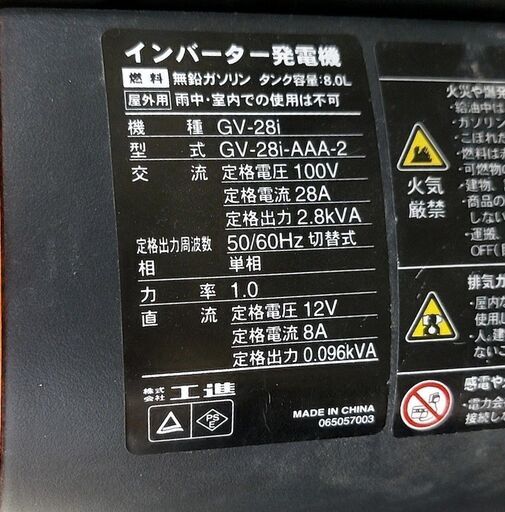 インバーター発電機
燃料 無鉛ガソリン タンク容量:8.0L
屋外用 雨中・室内での使用は不可
機種 GV-28i
型式 GV-28i-AAA-2
交流 定格電圧 100V
定格電流 28A
定格出力 2.8kVA
定格出力周波数 50/60Hz 切替式
相 単相
力率 1.0
直流 定格電圧 12V
定格電流 8A
定格出力 0.096kVA
株式会社 工進
PSE
MADE IN CHINA
065057003
火災や爆発
・給油中は
・ガソリン
こぼれた
・燃料は
・可燃物の
・建物、
・商品の
しない
・運搬、
OFF(
火気
厳禁
排気ガ
・屋内
使用し
・人、建
ないこ
感電や
・電力会
接続し